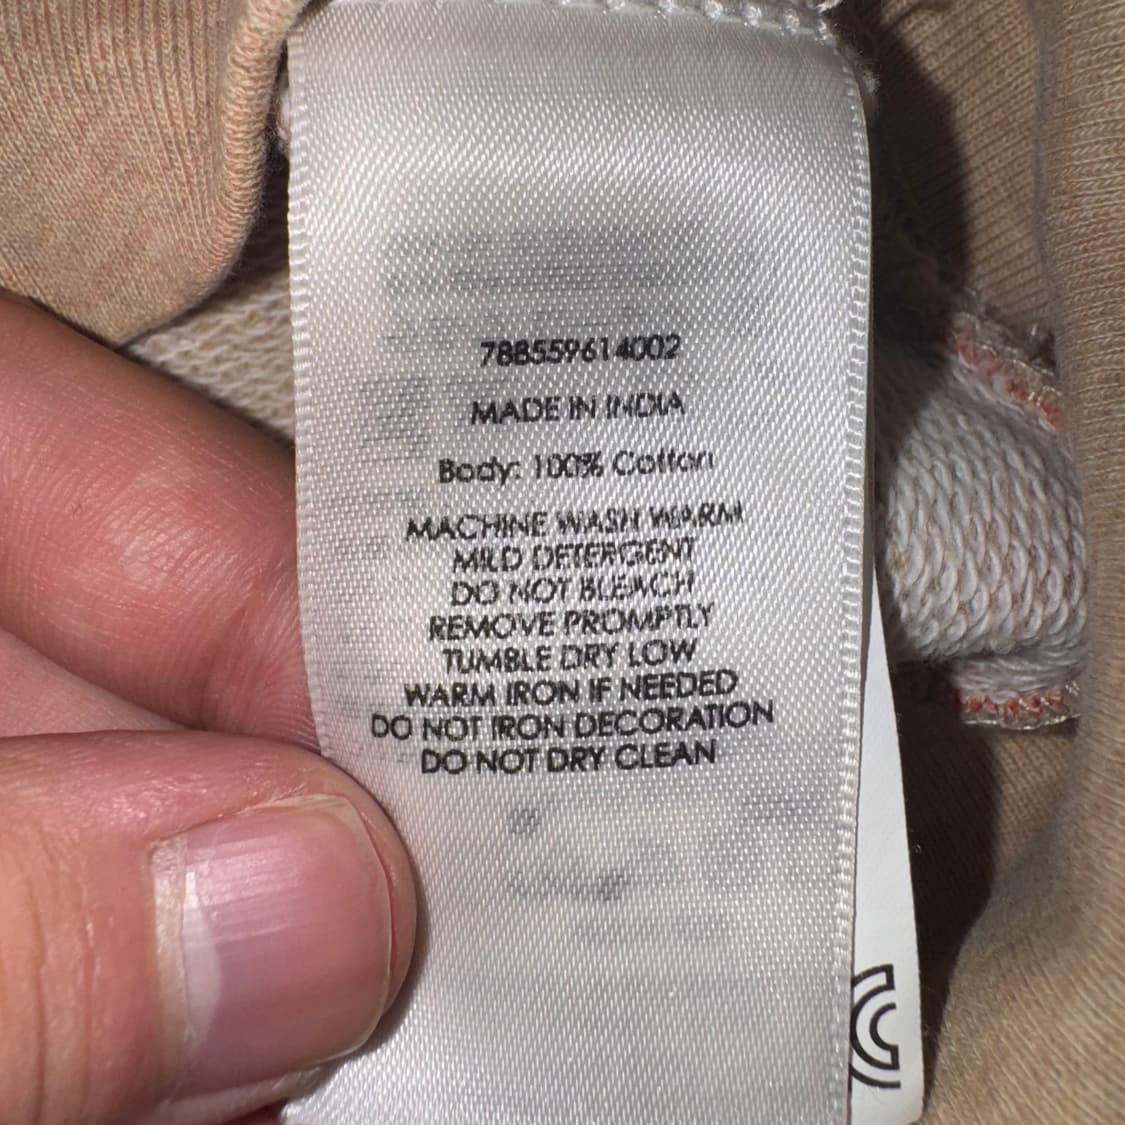 788559614002
MADE IN INDIA
Body: 100% Cotton
MACHINE WASH WARM
MILD DETERGENT
DO NOT BLEACH
REMOVE PROMPTLY
TUMBLE DRY LOW
WARM IRON IF NEEDED
DO NOT IRON DECORATION
DO NOT DRY CLEAN